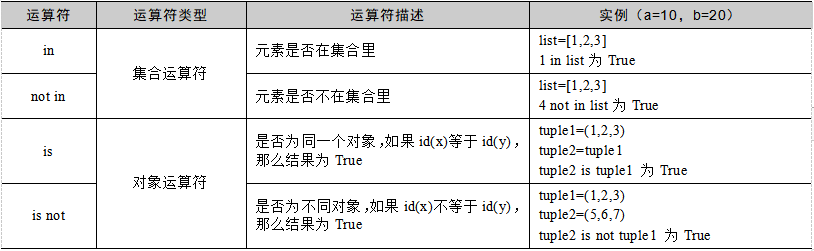 运算符 运算符类型 运算符描述 实例（a=10，b=20）
in 集合运算符 元素是否在集合里 list=[1,2,3]
1 in list 为 True
not in 元素是否不在集合里 list=[1,2,3]
4 not in list 为 True
is 对象运算符 是否为同一个对象，如果 id(x)等于 id(y)，
那么结果为 True
tuple1=(1,2,3)
tuple2=tuple1
tuple2 is tuple1 为 True
is not 是否为不同对象，如果 id(x)不等于 id(y)，
那么结果为 True
tuple1=(1,2,3)
tuple2=(5,6,7)
tuple2 is not tuple1 为 True